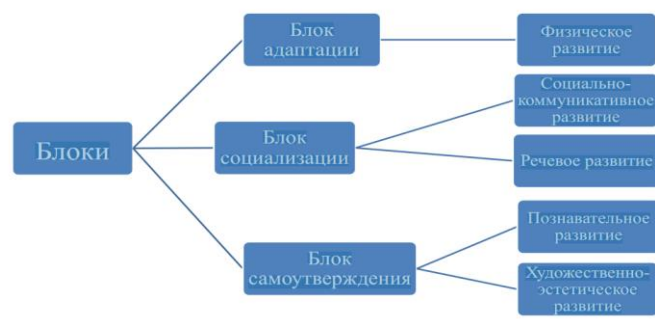 Блоки
Блок
адаптации
Физическое
развитие
Блок
социализации
Социально-
коммуникативное
развитие
Речевое развитие
Блок
самоутверждения
Познавательное
развитие
Художественно-
эстетическое
развитие